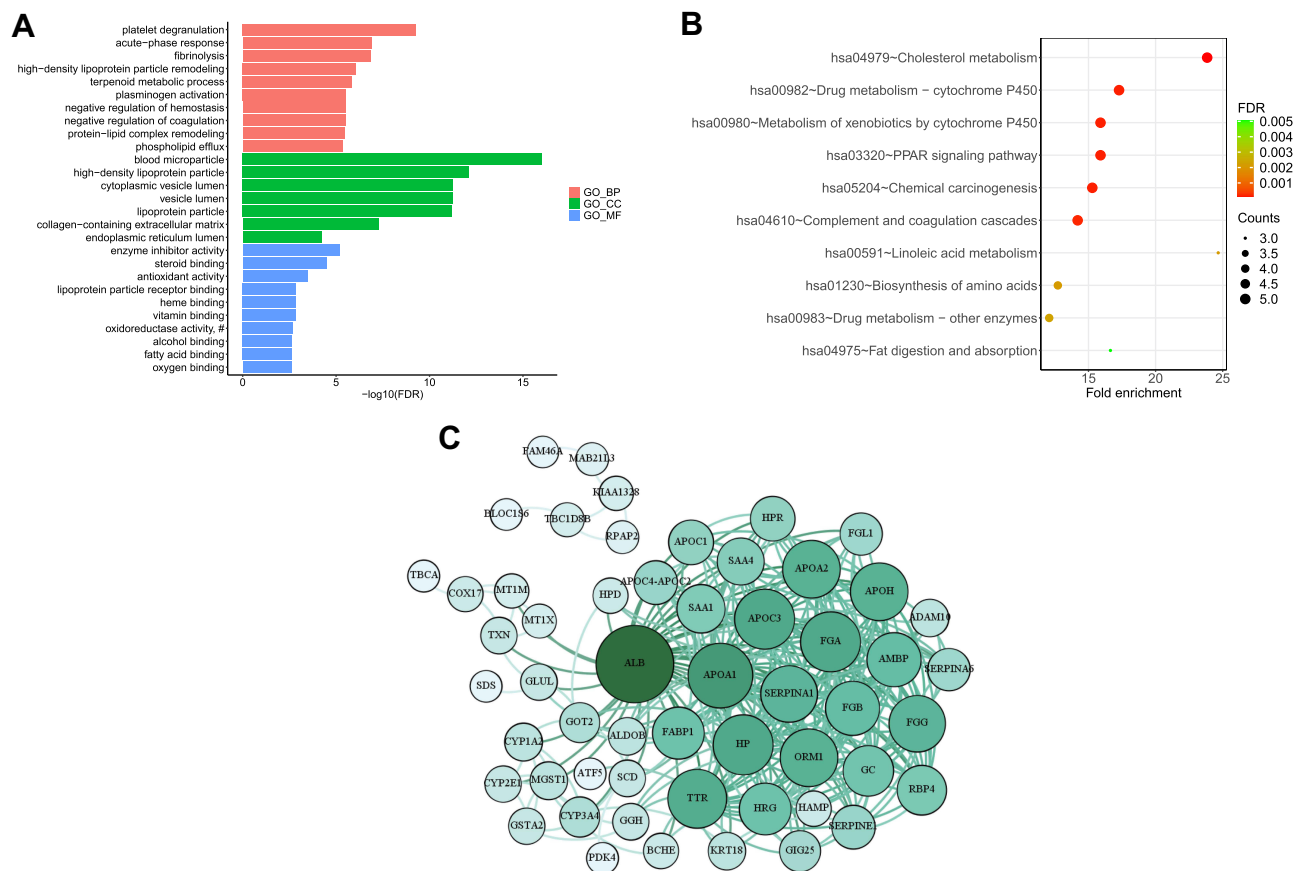 A
platelet degranulation
acute−phase response
fibrinolysis
high−density lipoprotein particle remodeling
terpenoid metabolic process
plasminogen activation
negative regulation of hemostasis
negative regulation of coagulation
protein−lipid complex remodeling
phospholipid efflux
blood microparticle
high−density lipoprotein particle
cytoplasmic vesicle lumen
vesicle lumen
lipoprotein particle
collagen−containing extracellular matrix
endoplasmic reticulum lumen
enzyme inhibitor activity
steroid binding
antioxidant activity
lipoprotein particle receptor binding
heme binding
vitamin binding
oxidoreductase activity, #
alcohol binding
fatty acid binding
oxygen binding
0 5 10 15
−log10(FDR)
GO_BP
GO_CC
GO_MF
B
hsa04979~Cholesterol metabolism
hsa00982~Drug metabolism − cytochrome P450
hsa00980~Metabolism of xenobiotics by cytochrome P450
hsa03320~PPAR signaling pathway
hsa05204~Chemical carcinogenesis
hsa04610~Complement and coagulation cascades
hsa00591~Linoleic acid metabolism
hsa01230~Biosynthesis of amino acids
hsa00983~Drug metabolism − other enzymes
hsa04975~Fat digestion and absorption
15 20 25
Fold enrichment
FDR
0.005
0.004
0.003
0.002
0.001
Counts
3.0
3.5
4.0
4.5
5.0
C
FAM46A
MAB21L3
KIAA1328
BLOC1S6
TBC1D8B
RPAP2
HPR
FGL1
APOC1
SAA4
APOA2
APOH
TBCA
COX17
MT1M
HPD
APOC4-APOC2
SAA1
APOC3
ADAM10
MT1X
TXN
FGA
ALB
AMBP
SERPINA6
APOA1
SDS
GLUL
SERPINA1
FGB
FGG
GOT2
ALDOB
FABP1
HP
ORM1
CYP1A2
GC
CYP2E1
MGST1
ATF5
SCD
RBP4
TTR
HRG
HAMP
GSTA2
CYP3A4
GGH
SERPINE1
PDK4
BCHE
KRT18
GIG25